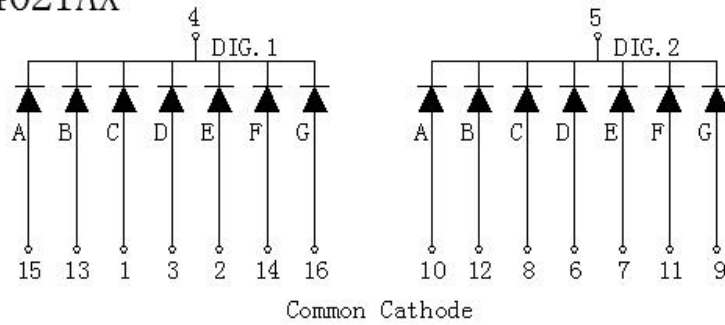 4 5
DIG.1 DIG.2
A B C D E F G A B C D E F G
15 13 1 3 2 14 16 10 12 8 6 7 11 9
Common Cathode